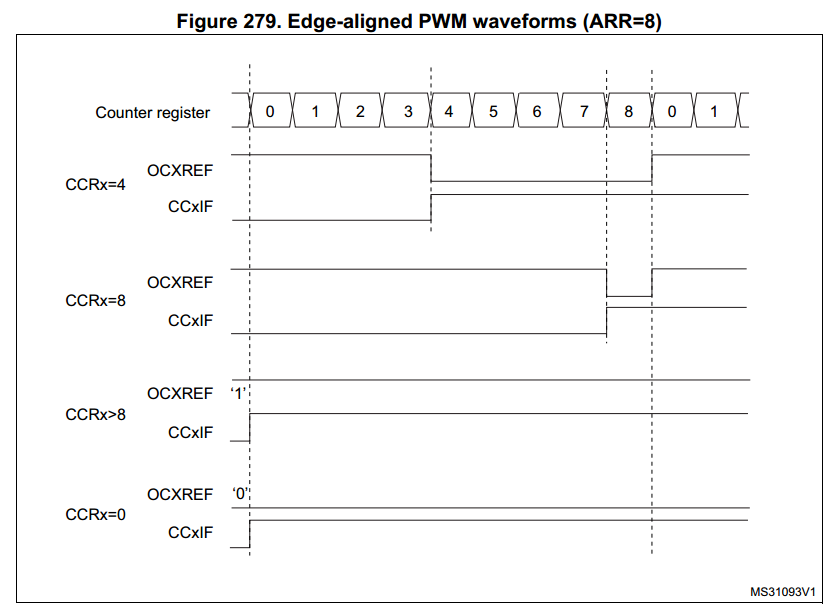 Figure 279. Edge-aligned PWM waveforms (ARR=8)
Counter register 0 1 2 3 4 5 6 7 8 0 1
OCXREF
CCRx=4
CCxIF
OCXREF
CCRx=8
CCxIF
OCXREF '1'
CCRx>8
CCxIF
OCXREF '0'
CCRx=0
CCxIF
MS31093V1